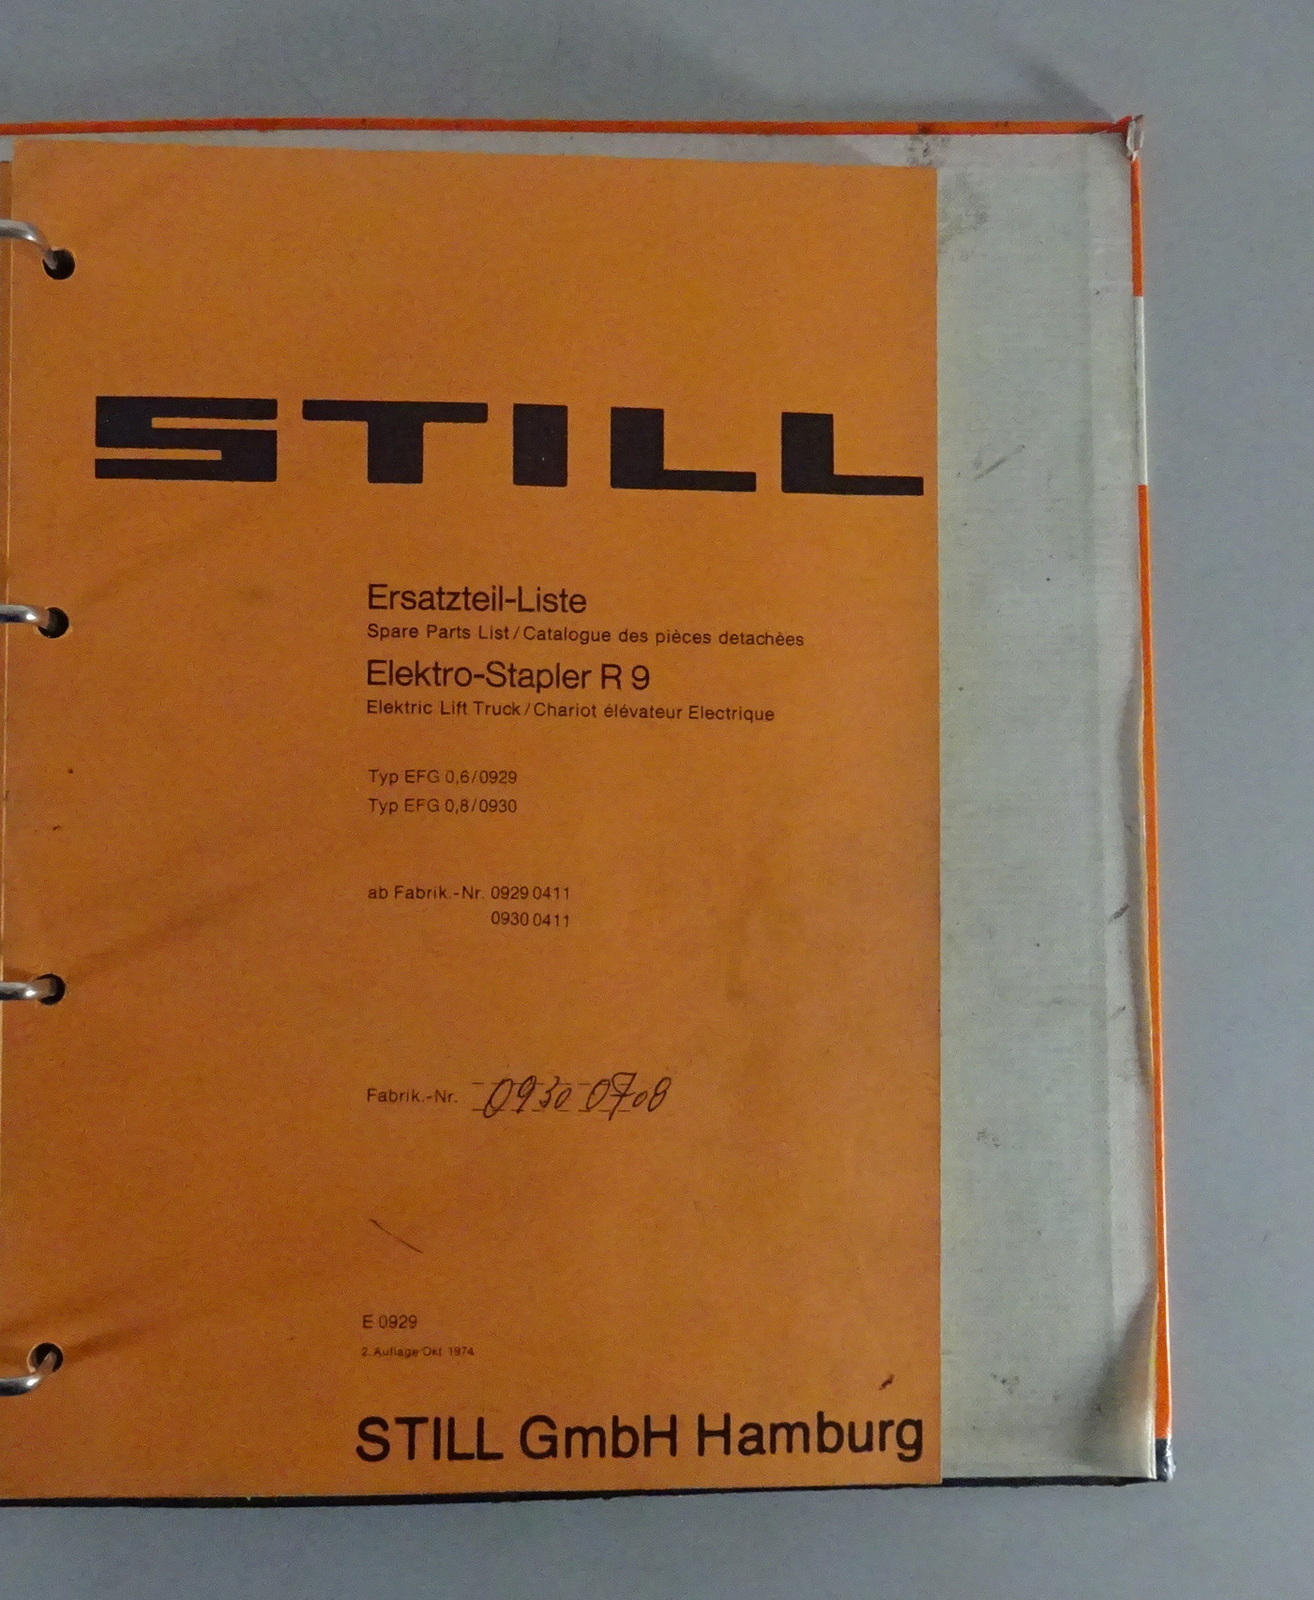 STILL
Ersatzteil-Liste
Spare Parts List / Catalogue des pièces detachèes
Elektro-Stapler R 9
Elektric Lift Truck / Chariot élévateur Electrique
Typ EFG 0,6/0929
Typ EFG 0,8/0930
ab Fabrik.-Nr. 0929 0411
0930 0411
Fabrik.-Nr. 0930 0708
E 0929
2. Auflage Okt 1974
STILL GmbH Hamburg